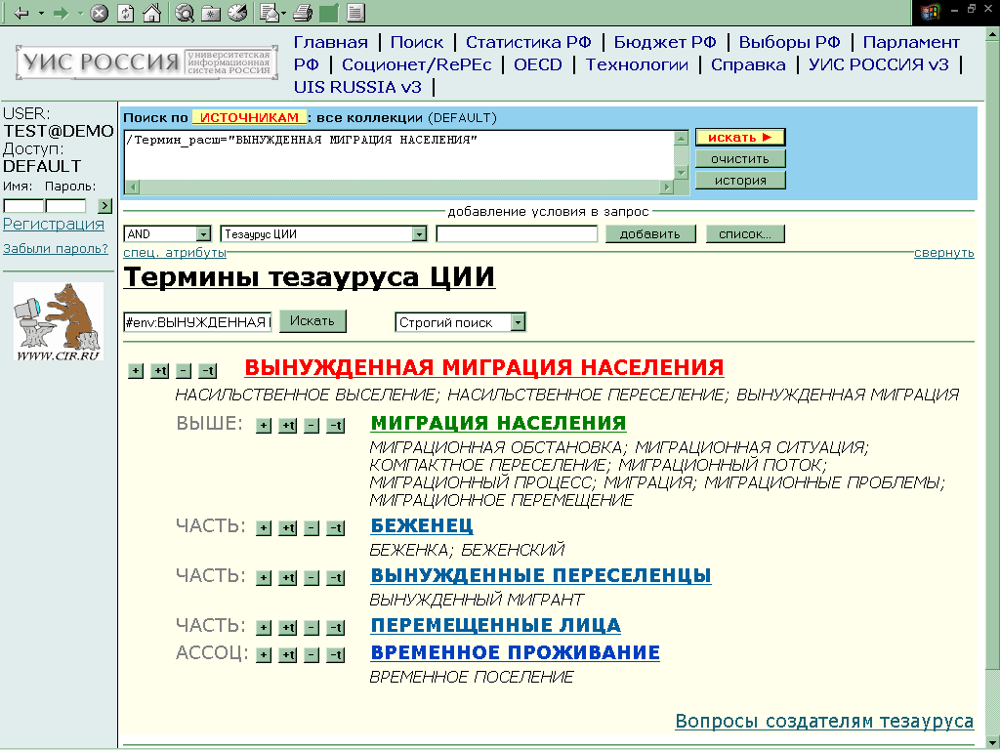 УИС РОССИЯ
университетская
информационная
система РОССИЯ
Главная | Поиск | Статистика РФ | Бюджет РФ | Выборы РФ | Парламент
РФ | Соционет/RePEc | OECD | Технологии | Справка | УИС РОССИЯ v3 |
UIS RUSSIA v3 |
USER:
TEST@DEMO
Доступ:
DEFAULT
Имя: Пароль:
>
Регистрация
Забыли пароль?
WWW.CIR.RU
Поиск по ИСТОЧНИКАМ : все коллекции (DEFAULT)
/Термин_расш="ВЫНУЖДЕННАЯ МИГРАЦИЯ НАСЕЛЕНИЯ"
искать ►
очистить
история
добавление условия в запрос
AND Тезаурус ЦИИ добавить список...
спец. атрибуты свернуть
Термины тезауруса ЦИИ
#env:ВЫНУЖДЕННАЯ Искать Строгий поиск
+ +t - -t ВЫНУЖДЕННАЯ МИГРАЦИЯ НАСЕЛЕНИЯ
НАСИЛЬСТВЕННОЕ ВЫСЕЛЕНИЕ; НАСИЛЬСТВЕННОЕ ПЕРЕСЕЛЕНИЕ; ВЫНУЖДЕННАЯ МИГРАЦИЯ
ВЫШЕ: + +t - -t МИГРАЦИЯ НАСЕЛЕНИЯ
МИГРАЦИОННАЯ ОБСТАНОВКА; МИГРАЦИОННАЯ СИТУАЦИЯ;
КОМПАКТНОЕ ПЕРЕСЕЛЕНИЕ; МИГРАЦИОННЫЙ ПОТОК;
МИГРАЦИОННЫЙ ПРОЦЕСС; МИГРАЦИЯ; МИГРАЦИОННЫЕ ПРОБЛЕМЫ;
МИГРАЦИОННОЕ ПЕРЕМЕЩЕНИЕ
ЧАСТЬ: + +t - -t БЕЖЕНЕЦ
БЕЖЕНКА; БЕЖЕНСКИЙ
ЧАСТЬ: + +t - -t ВЫНУЖДЕННЫЕ ПЕРЕСЕЛЕНЦЫ
ВЫНУЖДЕННЫЙ МИГРАНТ
ЧАСТЬ: + +t - -t ПЕРЕМЕЩЕННЫЕ ЛИЦА
АССОЦ: + +t - -t ВРЕМЕННОЕ ПРОЖИВАНИЕ
ВРЕМЕННОЕ ПОСЕЛЕНИЕ
Вопросы создателям тезауруса